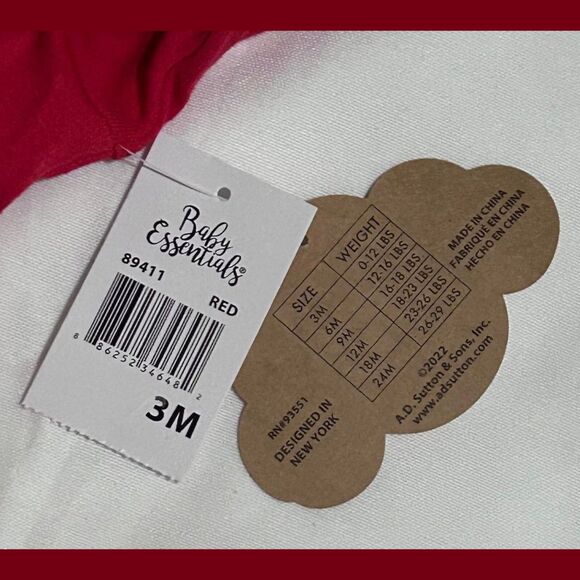 Baby
Essentials®
89411
RED
8 86252 34648 2
3M
SIZE WEIGHT
3M 0-12 LBS
6M 12-16 LBS
9M 16-18 LBS
12M 18-23 LBS
18M 23-26 LBS
24M 26-29 LBS
MADE IN CHINA
FABRIQUÉ EN CHINA
HECHO EN CHINA
©2022
A.D. Sutton & Sons, Inc.
www.adsutton.com
RN#93551
DESIGNED IN
NEW YORK